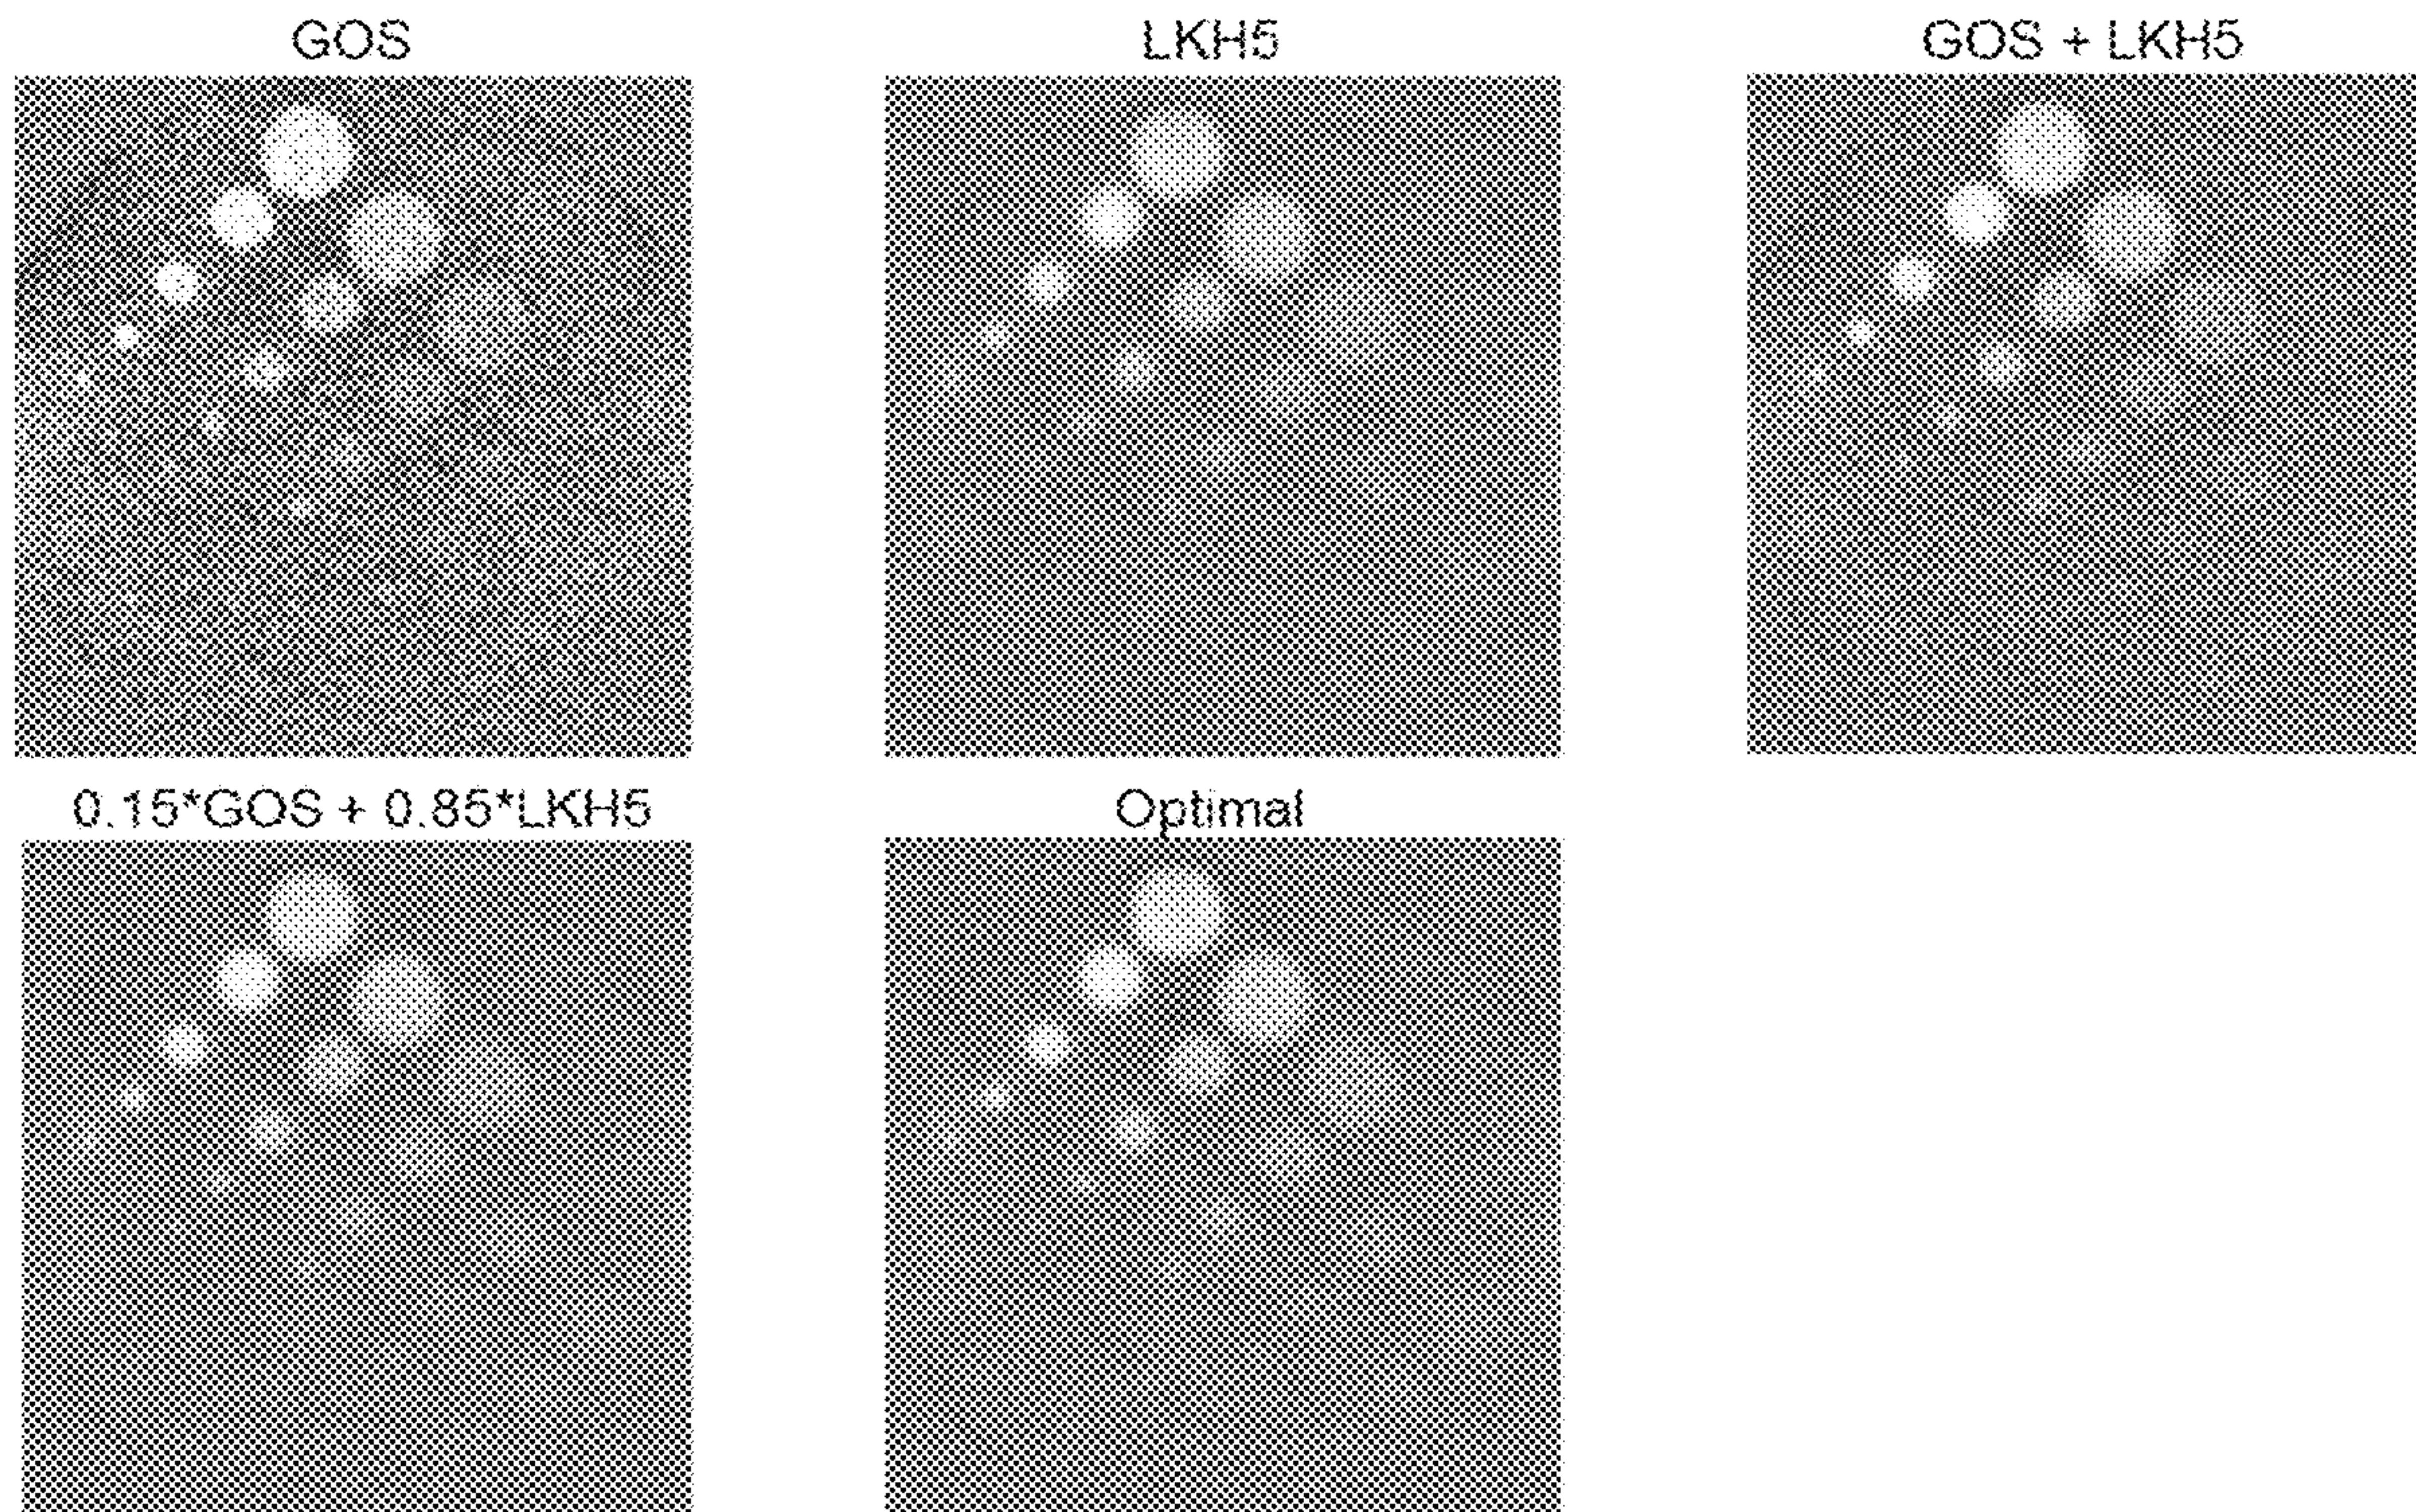 GOS
LKH5
GOS + LKH5
0.15*GOS + 0.85*LKH5
Optimal